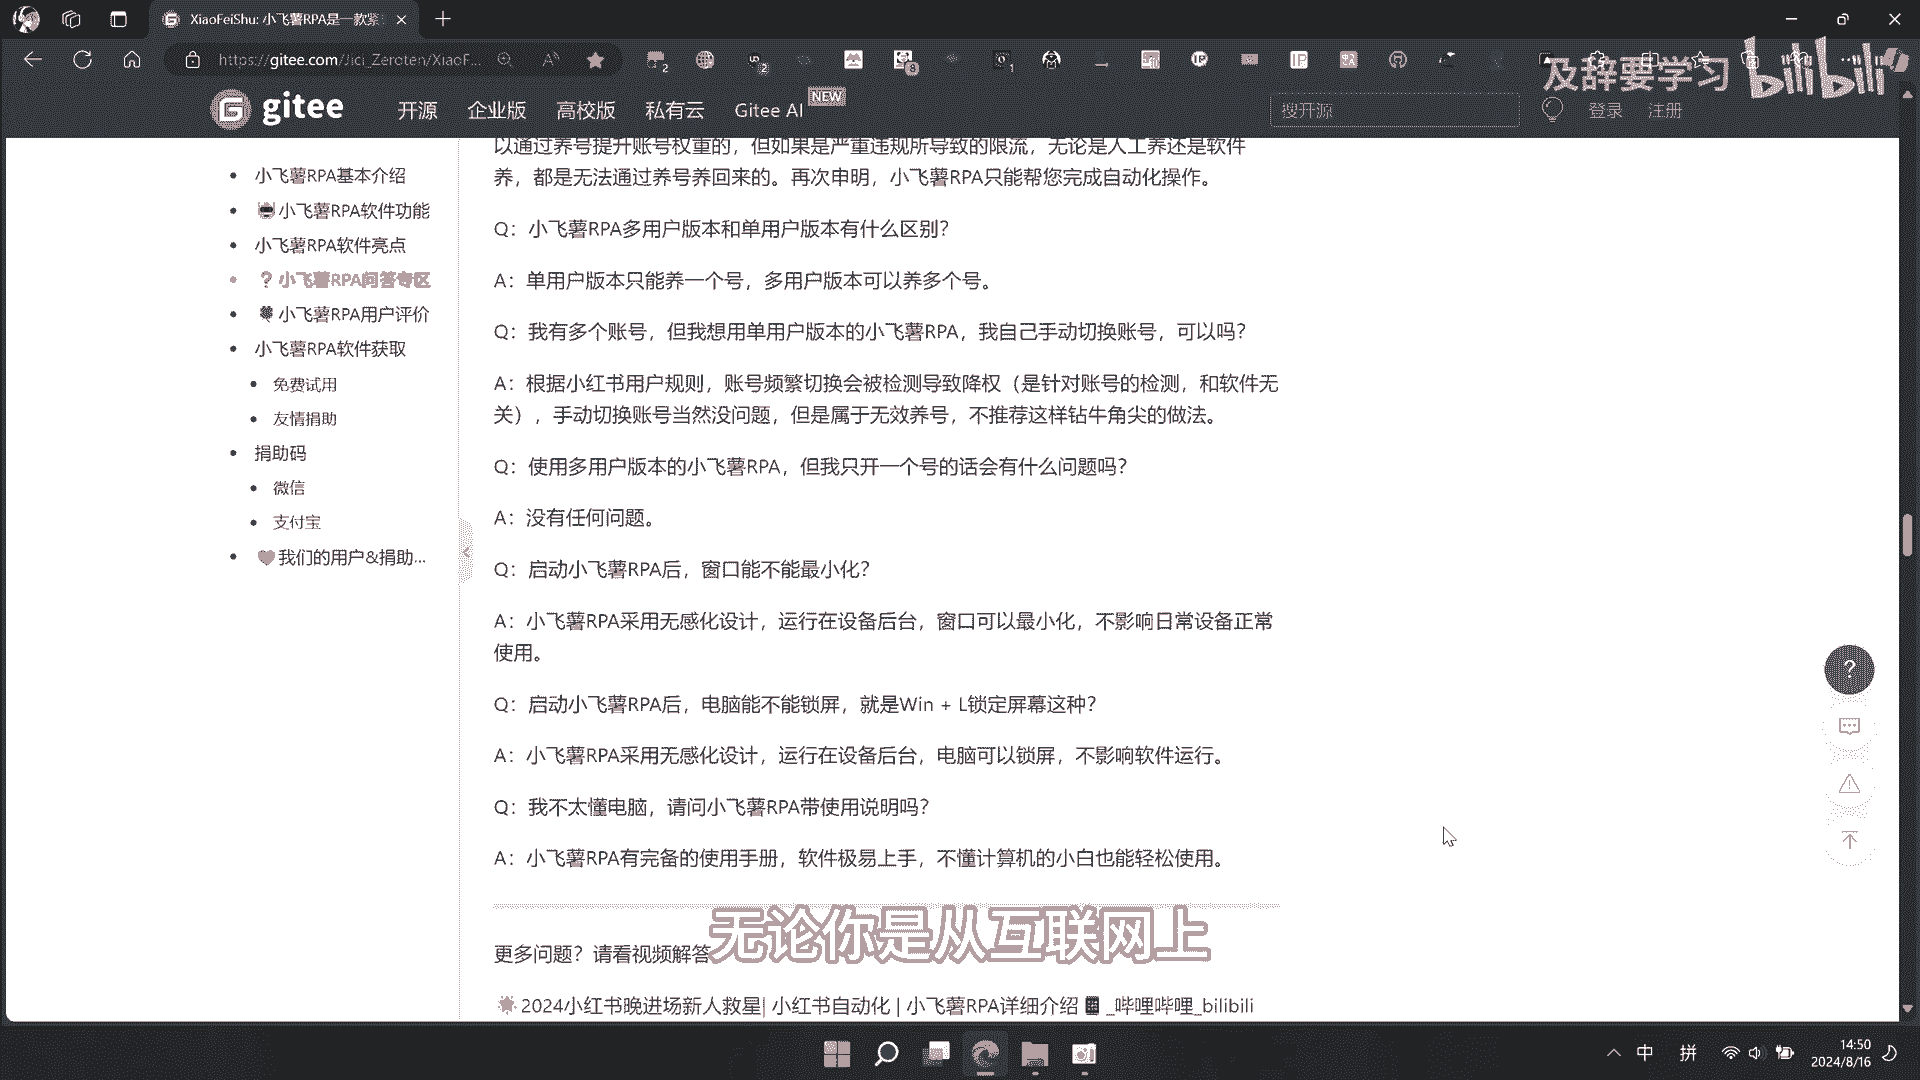 XiaoFeiShu: 小飞薯RPA是一款紧
https://gitee.com/Jici_Zeroten/XiaoF...
及辞要学习 bilibili
gitee 开源 企业版 高校版 私有云 Gitee AI NEW 搜开源 登录 注册
小飞薯RPA基本介绍
小飞薯RPA软件功能
小飞薯RPA软件亮点
❓小飞薯RPA问答专区
小飞薯RPA用户评价
小飞薯RPA软件获取
免费试用
友情捐助
捐助码
微信
支付宝
我们的用户&捐助...
以通过养号提升账号权重的，但如果是严重违规所导致的限流，无论是人工养还是软件
养，都是无法通过养号养回来的。再次申明，小飞薯RPA只能帮您完成自动化操作。
Q：小飞薯RPA多用户版本和单用户版本有什么区别？
A：单用户版本只能养一个号，多用户版本可以养多个号。
Q：我有多个账号，但我想用单用户版本的小飞薯RPA，我自己手动切换账号，可以吗？
A：根据小红书用户规则，账号频繁切换会被检测导致降权（是针对账号的检测，和软件无
关），手动切换账号当然没问题，但是属于无效养号，不推荐这样钻牛角尖的做法。
Q：使用多用户版本的小飞薯RPA，但我只开一个号的话会有什么问题吗？
A：没有任何问题。
Q：启动小飞薯RPA后，窗口能不能最小化？
A：小飞薯RPA采用无感化设计，运行在设备后台，窗口可以最小化，不影响日常设备正常
使用。
Q：启动小飞薯RPA后，电脑能不能锁屏，就是Win + L锁定屏幕这种？
A：小飞薯RPA采用无感化设计，运行在设备后台，电脑可以锁屏，不影响软件运行。
Q：我不太懂电脑，请问小飞薯RPA带使用说明吗？
A：小飞薯RPA有完备的使用手册，软件极易上手，不懂计算机的小白也能轻松使用。
更多问题？请看视频解答
无论你是从互联网上
2024小红书晚进场新人救星| 小红书自动化 | 小飞薯RPA详细介绍 _哔哩哔哩_bilibili
中 拼 14:50
2024/8/16